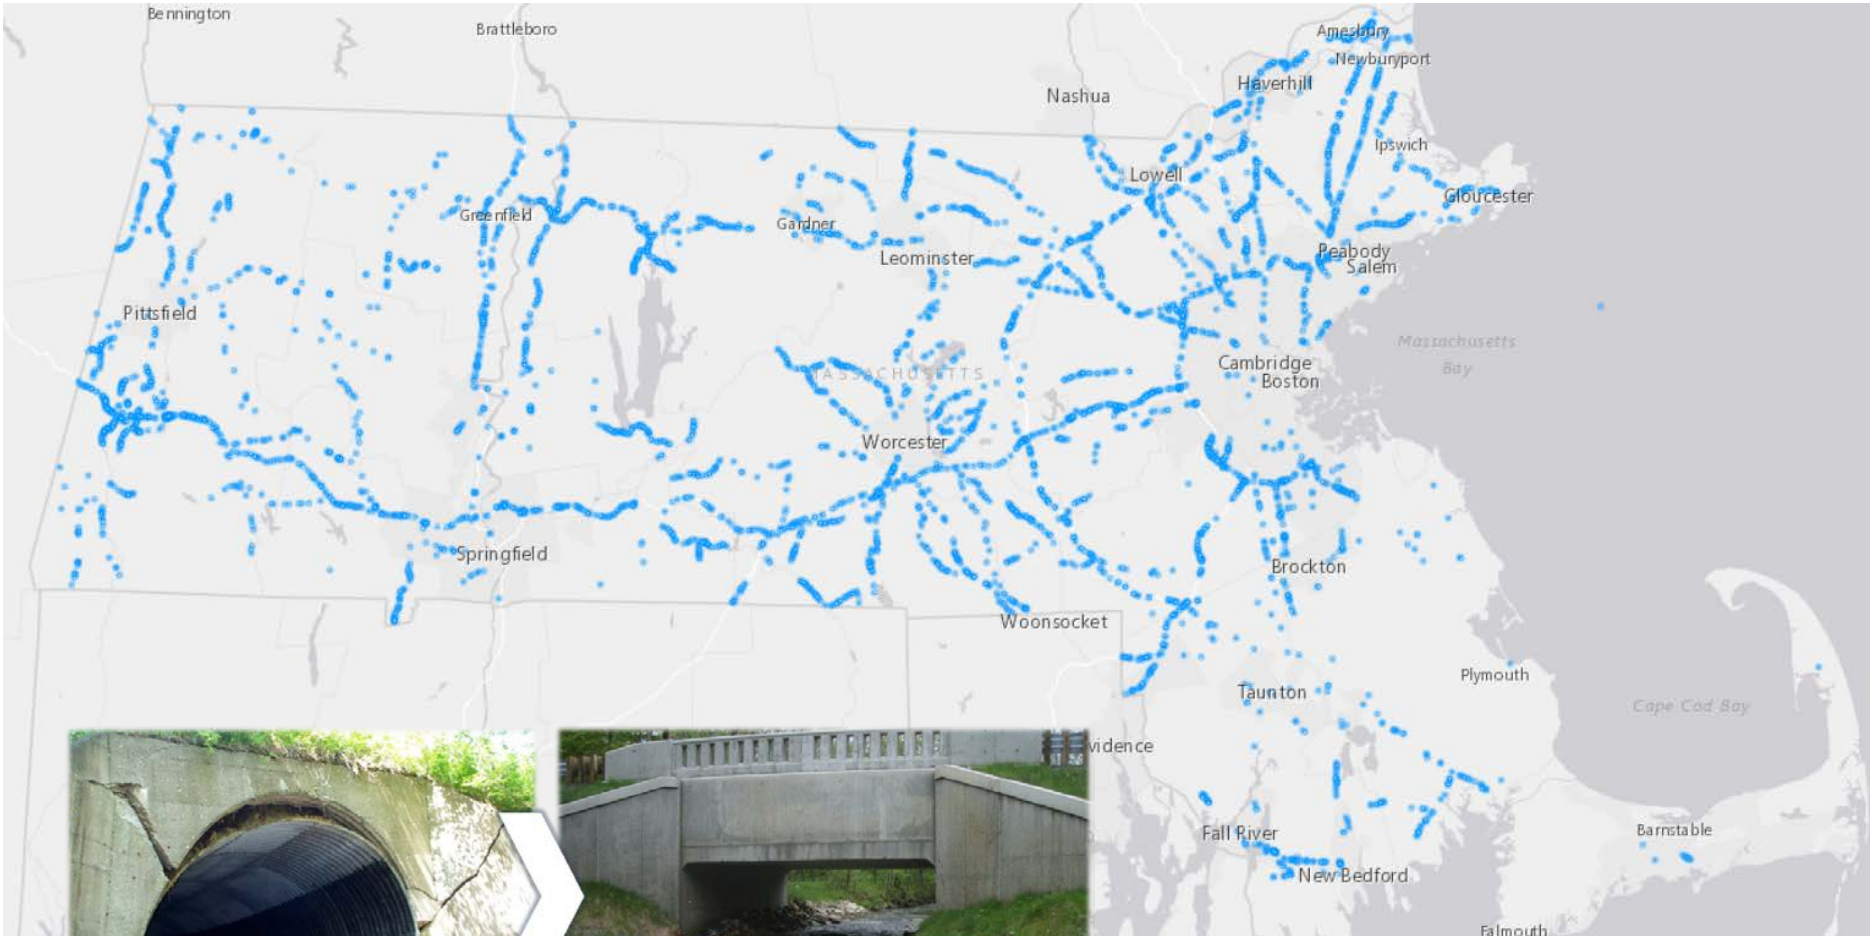 Bennington
Brattleboro
Amesbury
Newburyport
Haverhill
Nashua
Ipswich
Lowell
Gloucester
Greenfield
Gardner
Peabody
Salem
Leominster
Pittsfield
Massachusetts
Bay
Cambridge
Boston
MASSACHUSETTS
Worcester
Springfield
Brockton
Woonsocket
Plymouth
Taunton
Cape Cod Bay
vidence
Fall River
Barnstable
New Bedford
Falmouth